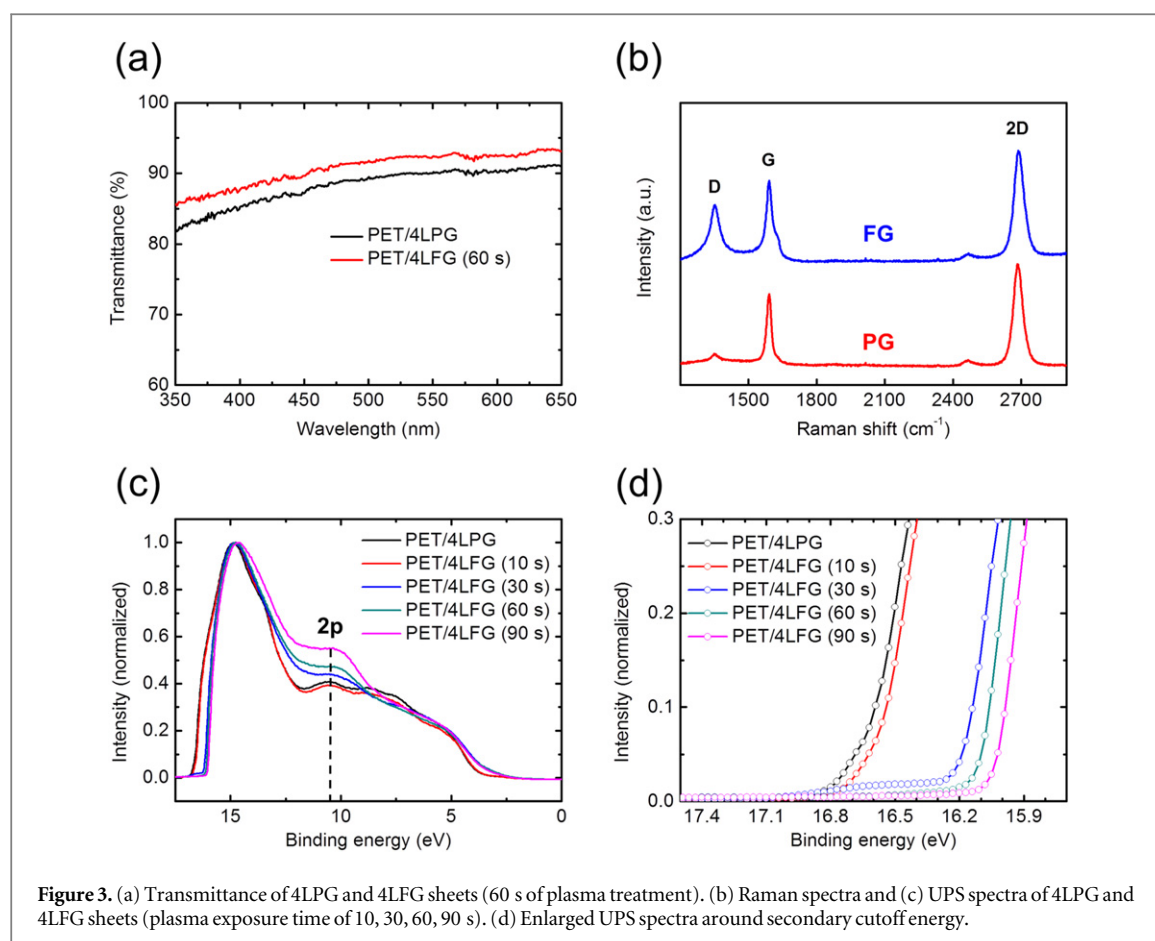 (a)
100
90
80
70
60
Transmittance (%)
PET/4LPG
PET/4LFG (60 s)
350 400 450 500 550 600 650
Wavelength (nm)
(b)
Intensity (a.u.)
D
G
2D
FG
PG
1500 1800 2100 2400 2700
Raman shift (cm⁻¹)
(c)
1.0
0.8
0.6
0.4
0.2
0.0
Intensity (normalized)
PET/4LPG
PET/4LFG (10 s)
PET/4LFG (30 s)
PET/4LFG (60 s)
PET/4LFG (90 s)
2p
15 10 5 0
Binding energy (eV)
(d)
0.3
0.2
0.1
0.0
Intensity (normalized)
PET/4LPG
PET/4LFG (10 s)
PET/4LFG (30 s)
PET/4LFG (60 s)
PET/4LFG (90 s)
17.4 17.1 16.8 16.5 16.2 15.9
Binding energy (eV)
Figure 3. (a) Transmittance of 4LPG and 4LFG sheets (60 s of plasma treatment). (b) Raman spectra and (c) UPS spectra of 4LPG and
4LFG sheets (plasma exposure time of 10, 30, 60, 90 s). (d) Enlarged UPS spectra around secondary cutoff energy.